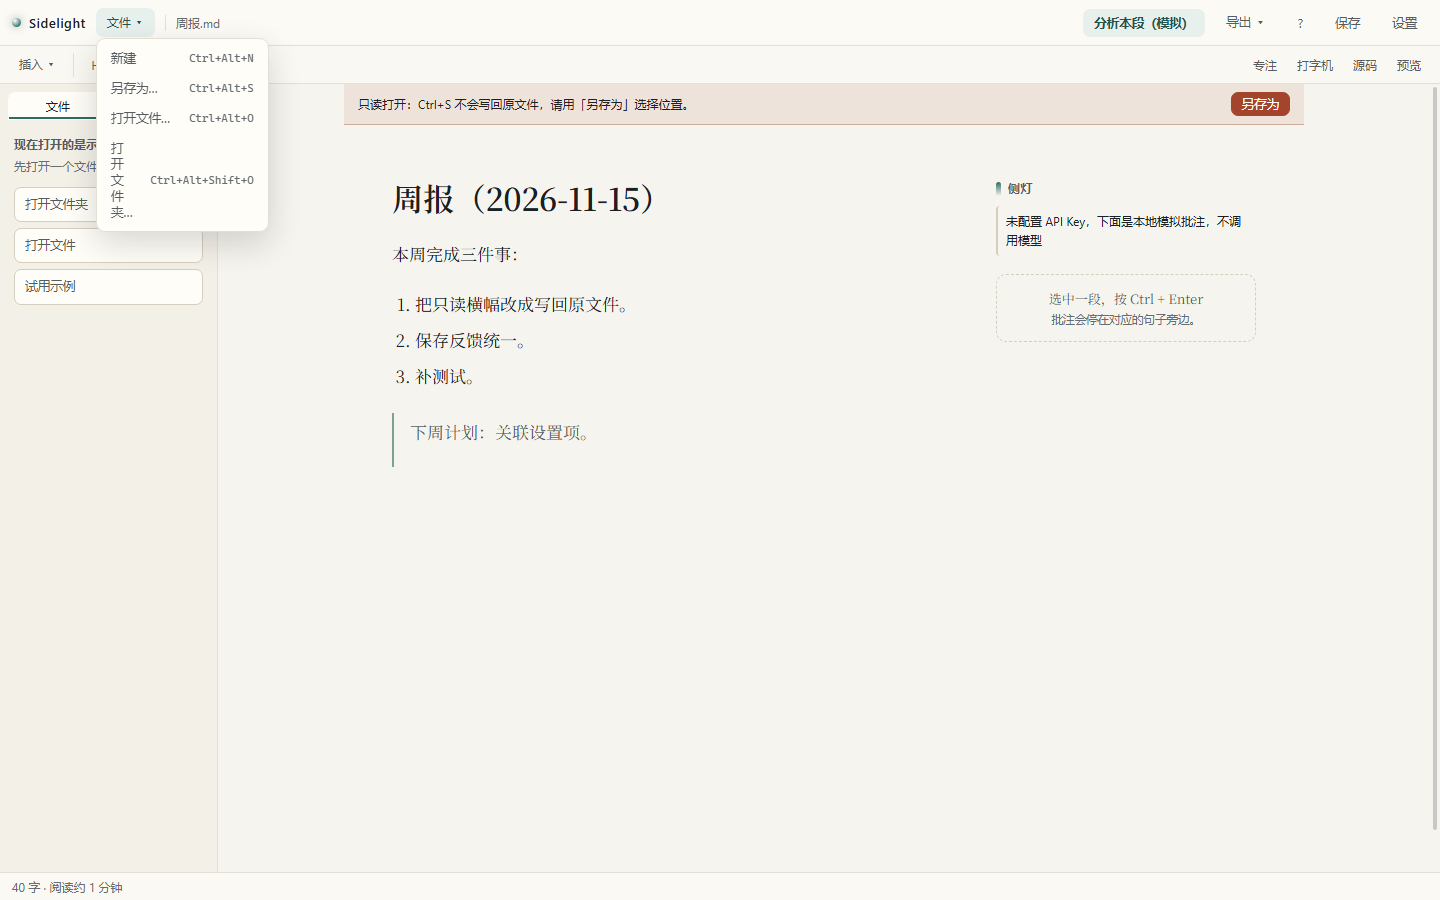 Sidelight 文件 周报.md 分析本段（模拟） 导出 ? 保存 设置
新建 Ctrl+Alt+N
另存为... Ctrl+Alt+S
打开文件... Ctrl+Alt+O
打
开
文
件
夹... Ctrl+Alt+Shift+O
插入 专注 打字机 源码 预览
文件
现在打开的是示
先打开一个文件
打开文件夹
打开文件
试用示例
只读打开：Ctrl+S 不会写回原文件，请用「另存为」选择位置。 另存为
周报（2026-11-15）
本周完成三件事：
1. 把只读横幅改成写回原文件。
2. 保存反馈统一。
3. 补测试。
下周计划：关联设置项。
侧灯
未配置 API Key，下面是本地模拟批注，不调
用模型
选中一段，按 Ctrl + Enter
批注会停在对应的句子旁边。
40 字 · 阅读约 1 分钟